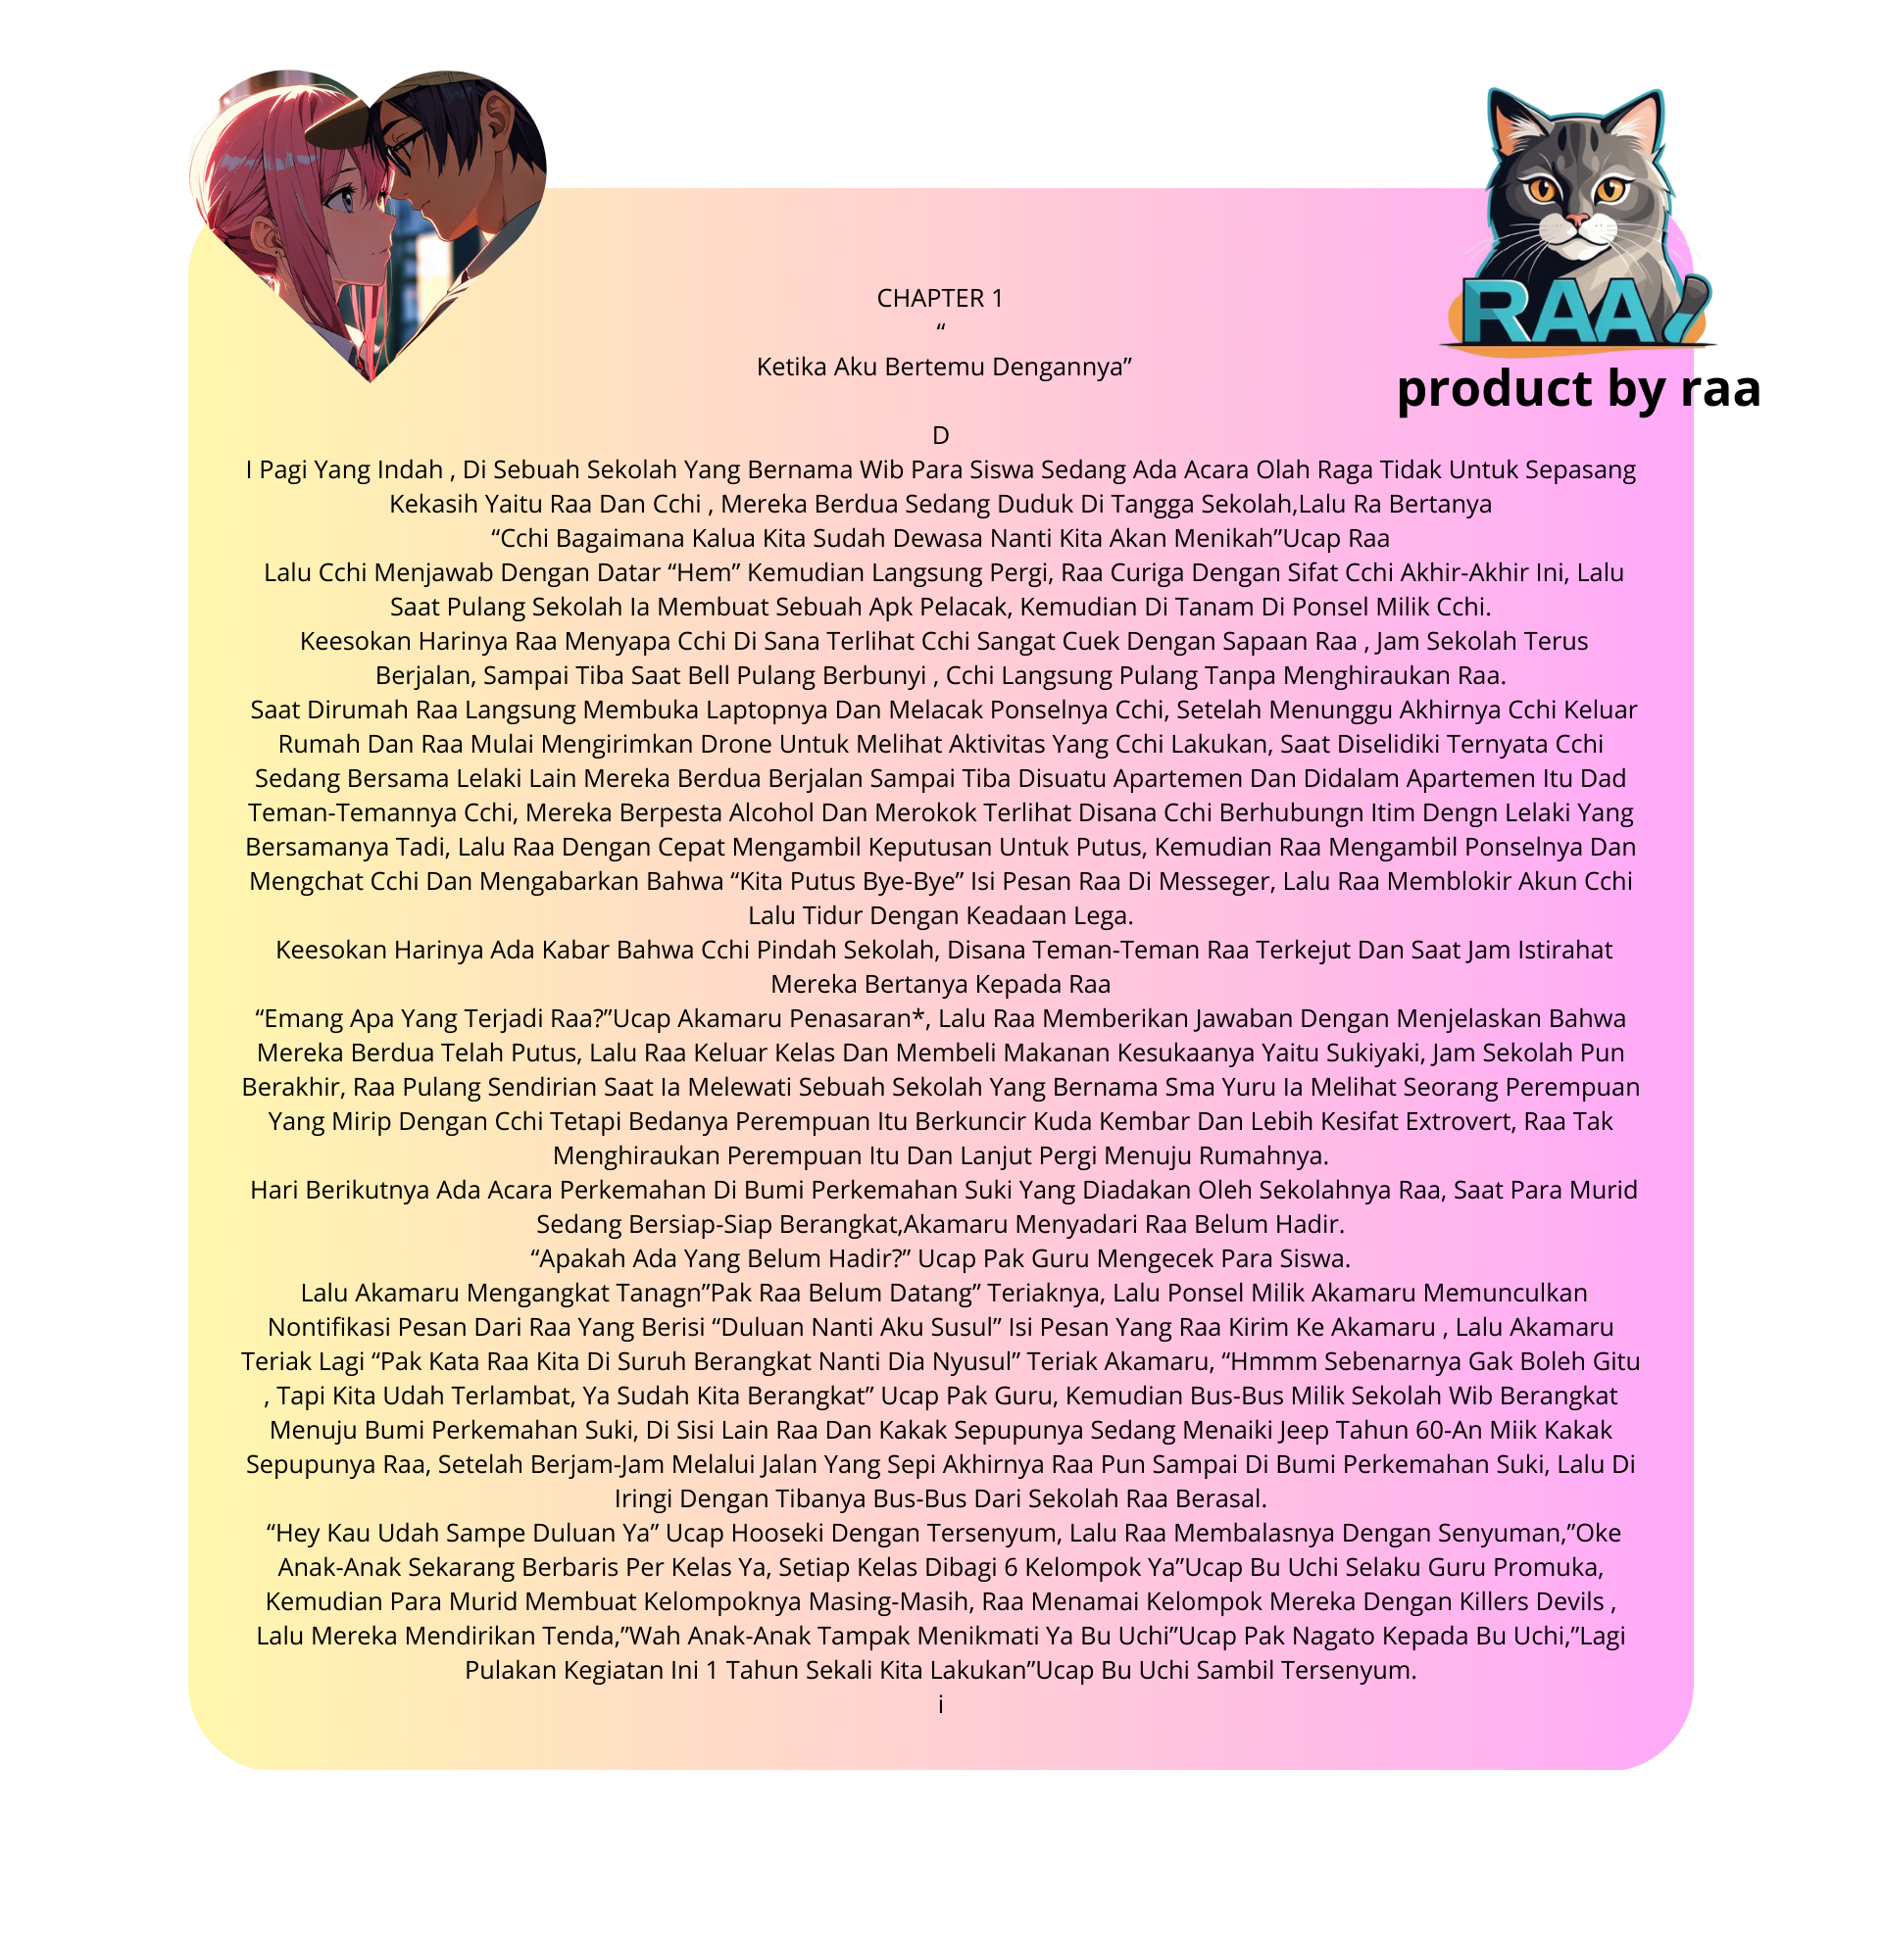 RAA
product by raa
CHAPTER 1
“
Ketika Aku Bertemu Dengannya”
D
I Pagi Yang Indah , Di Sebuah Sekolah Yang Bernama Wib Para Siswa Sedang Ada Acara Olah Raga Tidak Untuk Sepasang
Kekasih Yaitu Raa Dan Cchi , Mereka Berdua Sedang Duduk Di Tangga Sekolah,Lalu Ra Bertanya
“Cchi Bagaimana Kalua Kita Sudah Dewasa Nanti Kita Akan Menikah”Ucap Raa
Lalu Cchi Menjawab Dengan Datar “Hem” Kemudian Langsung Pergi, Raa Curiga Dengan Sifat Cchi Akhir-Akhir Ini, Lalu
Saat Pulang Sekolah Ia Membuat Sebuah Apk Pelacak, Kemudian Di Tanam Di Ponsel Milik Cchi.
Keesokan Harinya Raa Menyapa Cchi Di Sana Terlihat Cchi Sangat Cuek Dengan Sapaan Raa , Jam Sekolah Terus
Berjalan, Sampai Tiba Saat Bell Pulang Berbunyi , Cchi Langsung Pulang Tanpa Menghiraukan Raa.
Saat Dirumah Raa Langsung Membuka Laptopnya Dan Melacak Ponselnya Cchi, Setelah Menunggu Akhirnya Cchi Keluar
Rumah Dan Raa Mulai Mengirimkan Drone Untuk Melihat Aktivitas Yang Cchi Lakukan, Saat Diselidiki Ternyata Cchi
Sedang Bersama Lelaki Lain Mereka Berdua Berjalan Sampai Tiba Disuatu Apartemen Dan Didalam Apartemen Itu Dad
Teman-Temannya Cchi, Mereka Berpesta Alcohol Dan Merokok Terlihat Disana Cchi Berhubungn Itim Dengn Lelaki Yang
Bersamanya Tadi, Lalu Raa Dengan Cepat Mengambil Keputusan Untuk Putus, Kemudian Raa Mengambil Ponselnya Dan
Mengchat Cchi Dan Mengabarkan Bahwa “Kita Putus Bye-Bye” Isi Pesan Raa Di Messeger, Lalu Raa Memblokir Akun Cchi
Lalu Tidur Dengan Keadaan Lega.
Keesokan Harinya Ada Kabar Bahwa Cchi Pindah Sekolah, Disana Teman-Teman Raa Terkejut Dan Saat Jam Istirahat
Mereka Bertanya Kepada Raa
“Emang Apa Yang Terjadi Raa?”Ucap Akamaru Penasaran*, Lalu Raa Memberikan Jawaban Dengan Menjelaskan Bahwa
Mereka Berdua Telah Putus, Lalu Raa Keluar Kelas Dan Membeli Makanan Kesukaanya Yaitu Sukiyaki, Jam Sekolah Pun
Berakhir, Raa Pulang Sendirian Saat Ia Melewati Sebuah Sekolah Yang Bernama Sma Yuru Ia Melihat Seorang Perempuan
Yang Mirip Dengan Cchi Tetapi Bedanya Perempuan Itu Berkuncir Kuda Kembar Dan Lebih Kesifat Extrovert, Raa Tak
Menghiraukan Perempuan Itu Dan Lanjut Pergi Menuju Rumahnya.
Hari Berikutnya Ada Acara Perkemahan Di Bumi Perkemahan Suki Yang Diadakan Oleh Sekolahnya Raa, Saat Para Murid
Sedang Bersiap-Siap Berangkat,Akamaru Menyadari Raa Belum Hadir.
“Apakah Ada Yang Belum Hadir?” Ucap Pak Guru Mengecek Para Siswa.
Lalu Akamaru Mengangkat Tanagn”Pak Raa Belum Datang” Teriaknya, Lalu Ponsel Milik Akamaru Memunculkan
Nontifikasi Pesan Dari Raa Yang Berisi “Duluan Nanti Aku Susul” Isi Pesan Yang Raa Kirim Ke Akamaru , Lalu Akamaru
Teriak Lagi “Pak Kata Raa Kita Di Suruh Berangkat Nanti Dia Nyusul” Teriak Akamaru, “Hmmm Sebenarnya Gak Boleh Gitu
, Tapi Kita Udah Terlambat, Ya Sudah Kita Berangkat” Ucap Pak Guru, Kemudian Bus-Bus Milik Sekolah Wib Berangkat
Menuju Bumi Perkemahan Suki, Di Sisi Lain Raa Dan Kakak Sepupunya Sedang Menaiki Jeep Tahun 60-An Miik Kakak
Sepupunya Raa, Setelah Berjam-Jam Melalui Jalan Yang Sepi Akhirnya Raa Pun Sampai Di Bumi Perkemahan Suki, Lalu Di
Iringi Dengan Tibanya Bus-Bus Dari Sekolah Raa Berasal.
“Hey Kau Udah Sampe Duluan Ya” Ucap Hooseki Dengan Tersenyum, Lalu Raa Membalasnya Dengan Senyuman,”Oke
Anak-Anak Sekarang Berbaris Per Kelas Ya, Setiap Kelas Dibagi 6 Kelompok Ya”Ucap Bu Uchi Selaku Guru Promuka,
Kemudian Para Murid Membuat Kelompoknya Masing-Masih, Raa Menamai Kelompok Mereka Dengan Killers Devils ,
Lalu Mereka Mendirikan Tenda,”Wah Anak-Anak Tampak Menikmati Ya Bu Uchi”Ucap Pak Nagato Kepada Bu Uchi,”Lagi
Pulakan Kegiatan Ini 1 Tahun Sekali Kita Lakukan”Ucap Bu Uchi Sambil Tersenyum.
i